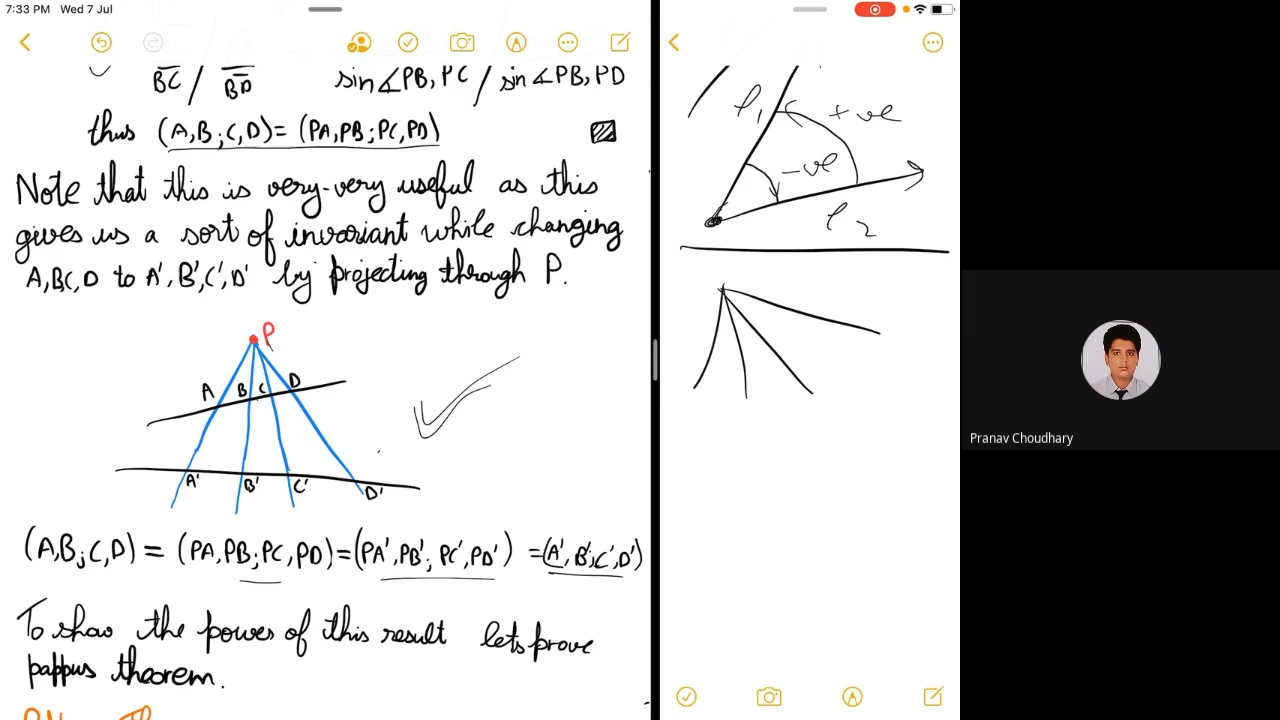 7:33 PM Wed 7 Jul
BC / BD sin∡PB, PC / sin∡PB, PD
thus (A,B;C,D) = (PA,PB;PC,PD)
Note that this is very-very useful as this
gives us a sort of invariant while changing
A,BC,D to A',B',C',D' by projecting through P.
P
A B C D
A' B' C' D'
(A,B;C,D) = (PA,PB;PC,PD) = (PA',PB';PC',PD') = (A',B';C',D')
To show the power of this result lets prove
pappus theorem.
l1 +ve
-ve
l2
Pranav Choudhary